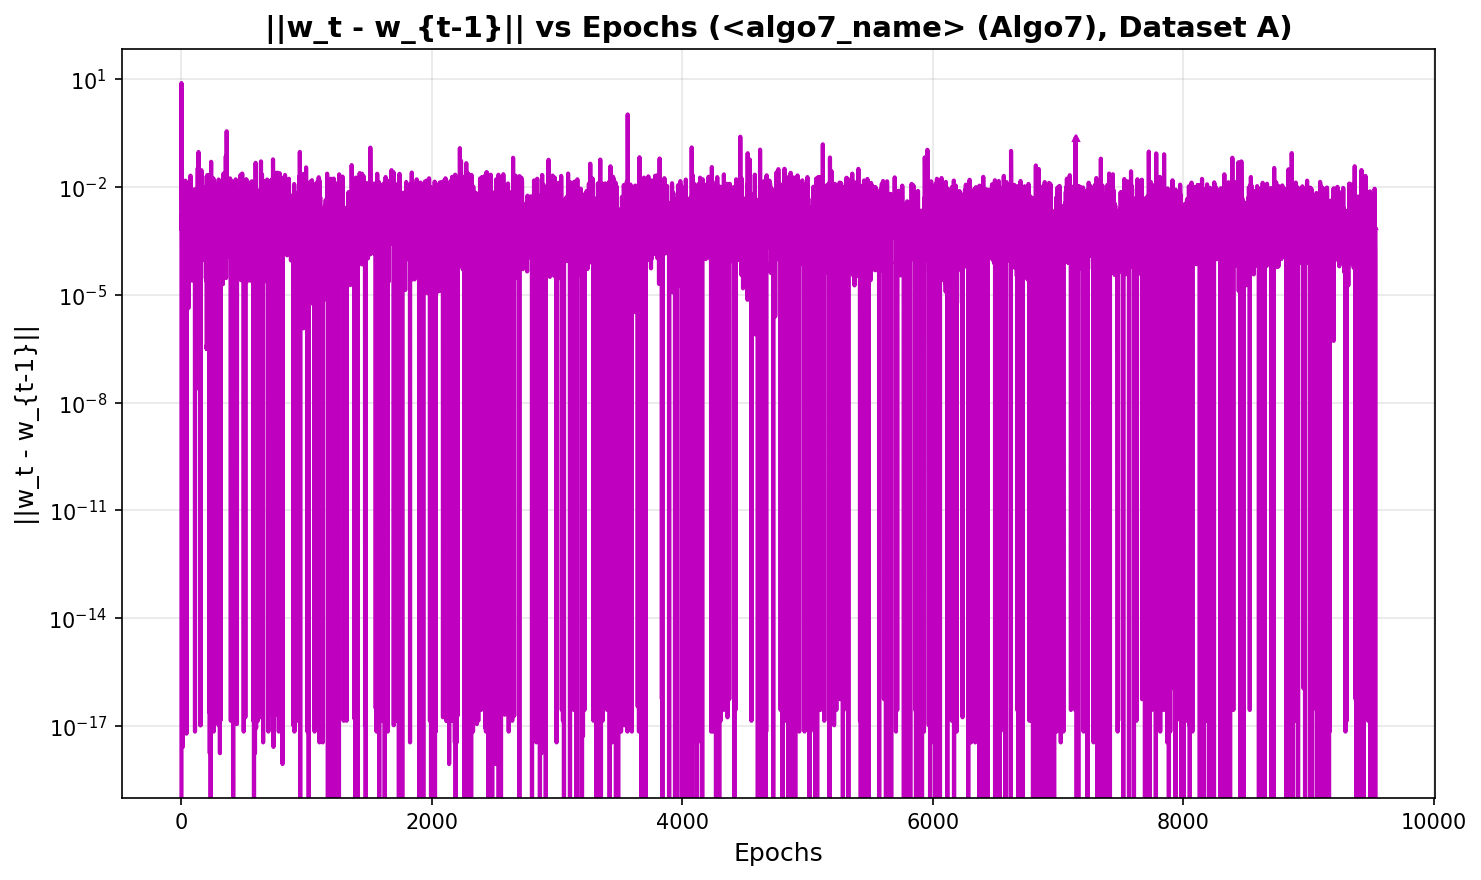 ||w_t - w_{t-1}|| vs Epochs (<algo7_name> (Algo7), Dataset A)
||w_t - w_{t-1}||
10^1
10^-2
10^-5
10^-8
10^-11
10^-14
10^-17
0 2000 4000 6000 8000 10000
Epochs